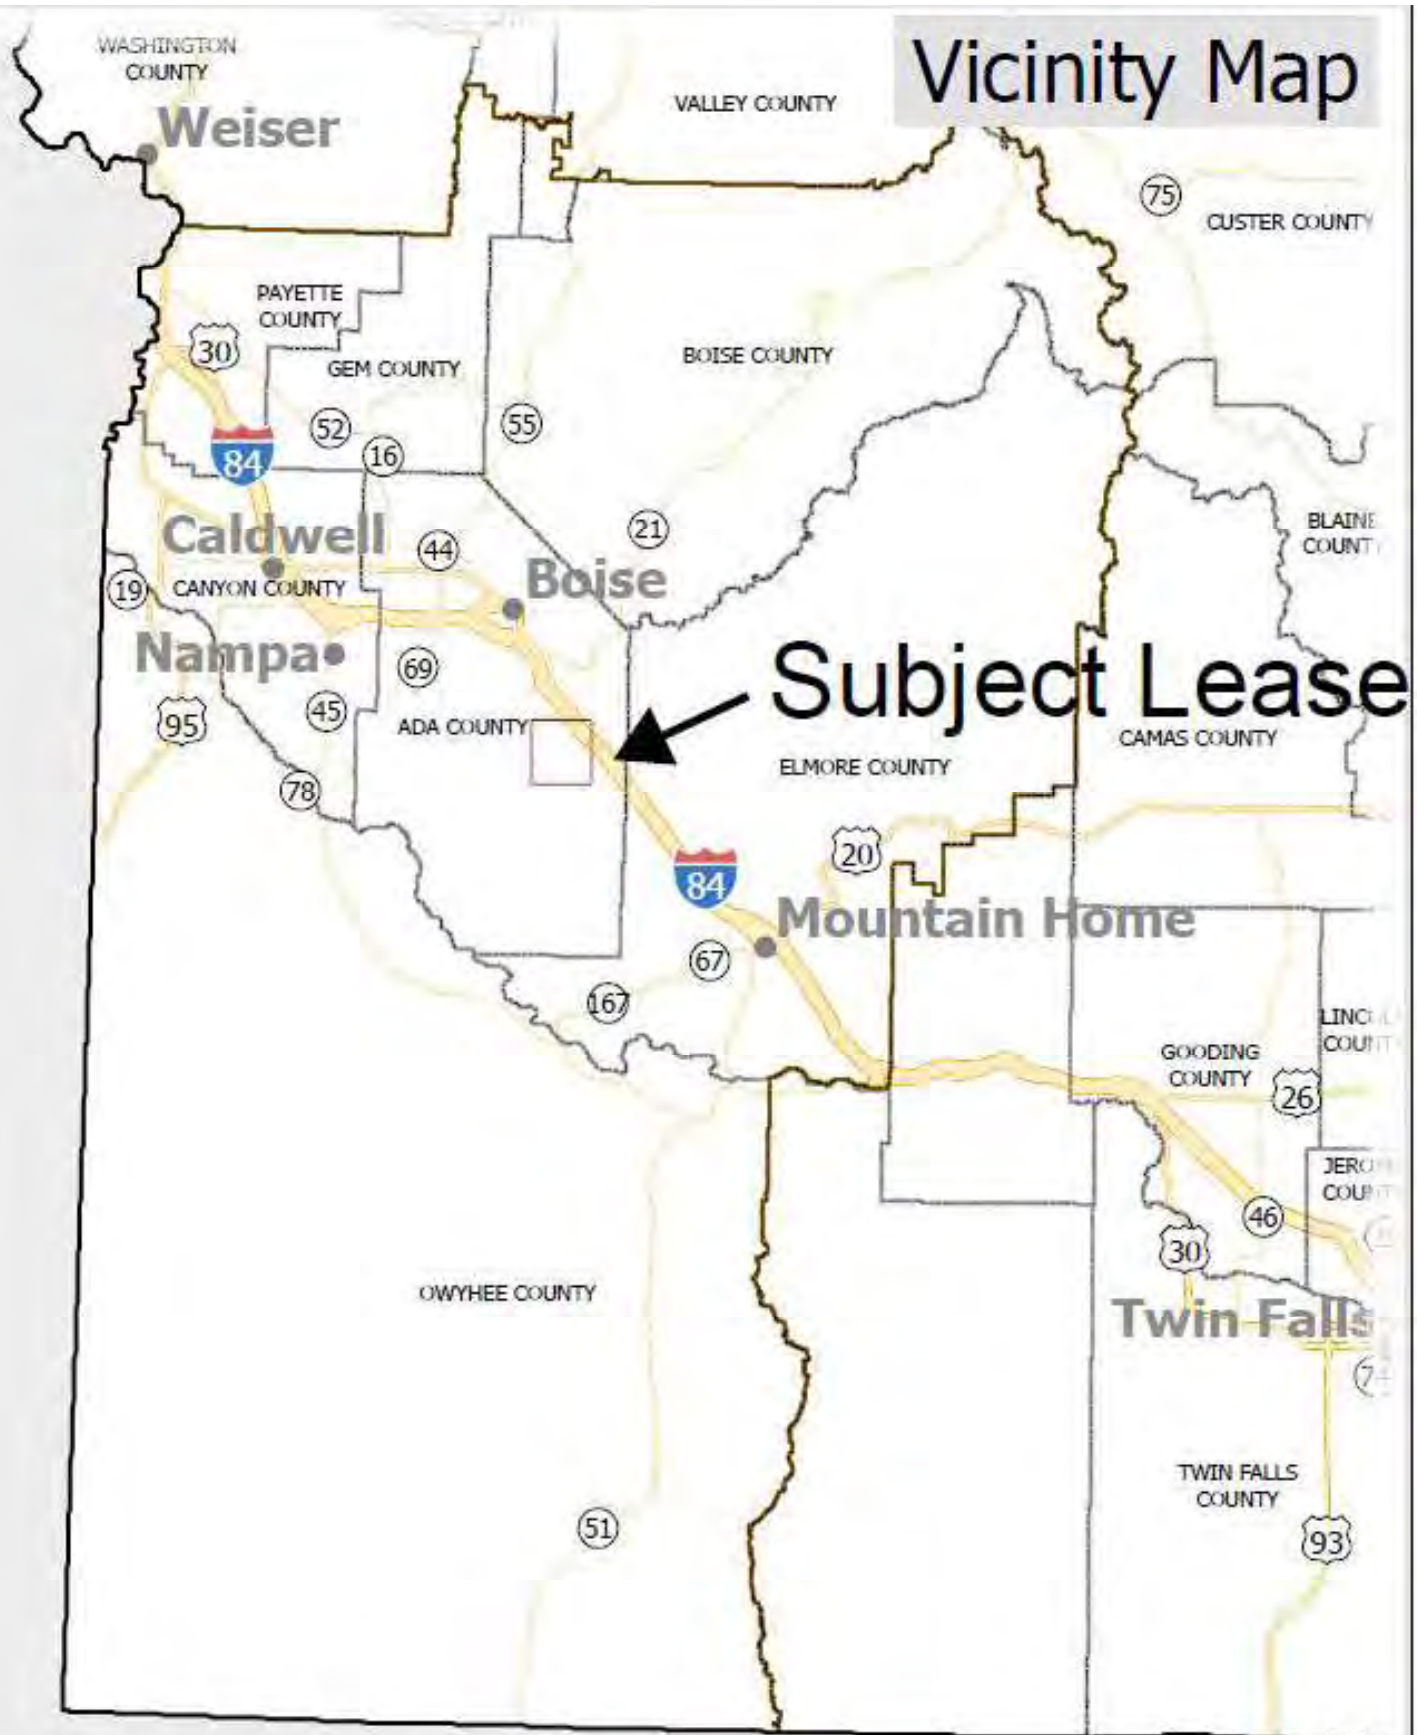 Vicinity Map
WASHINGTON
COUNTY
VALLEY COUNTY
Weiser
75
CUSTER COUNTY
PAYETTE
COUNTY
30
GEM COUNTY
BOISE COUNTY
52
55
16
84
21
BLAINE
Caldwell
44
Boise
19
CANYON COUNTY
Nampa
69
Subject Lease
45
95
ADA COUNTY
CAMAS COUNTY
ELMORE COUNTY
78
20
84
Mountain Home
67
167
GOODING
COUNTY
26
46
30
OWYHEE COUNTY
Twin Falls
TWIN FALLS
COUNTY
51
93